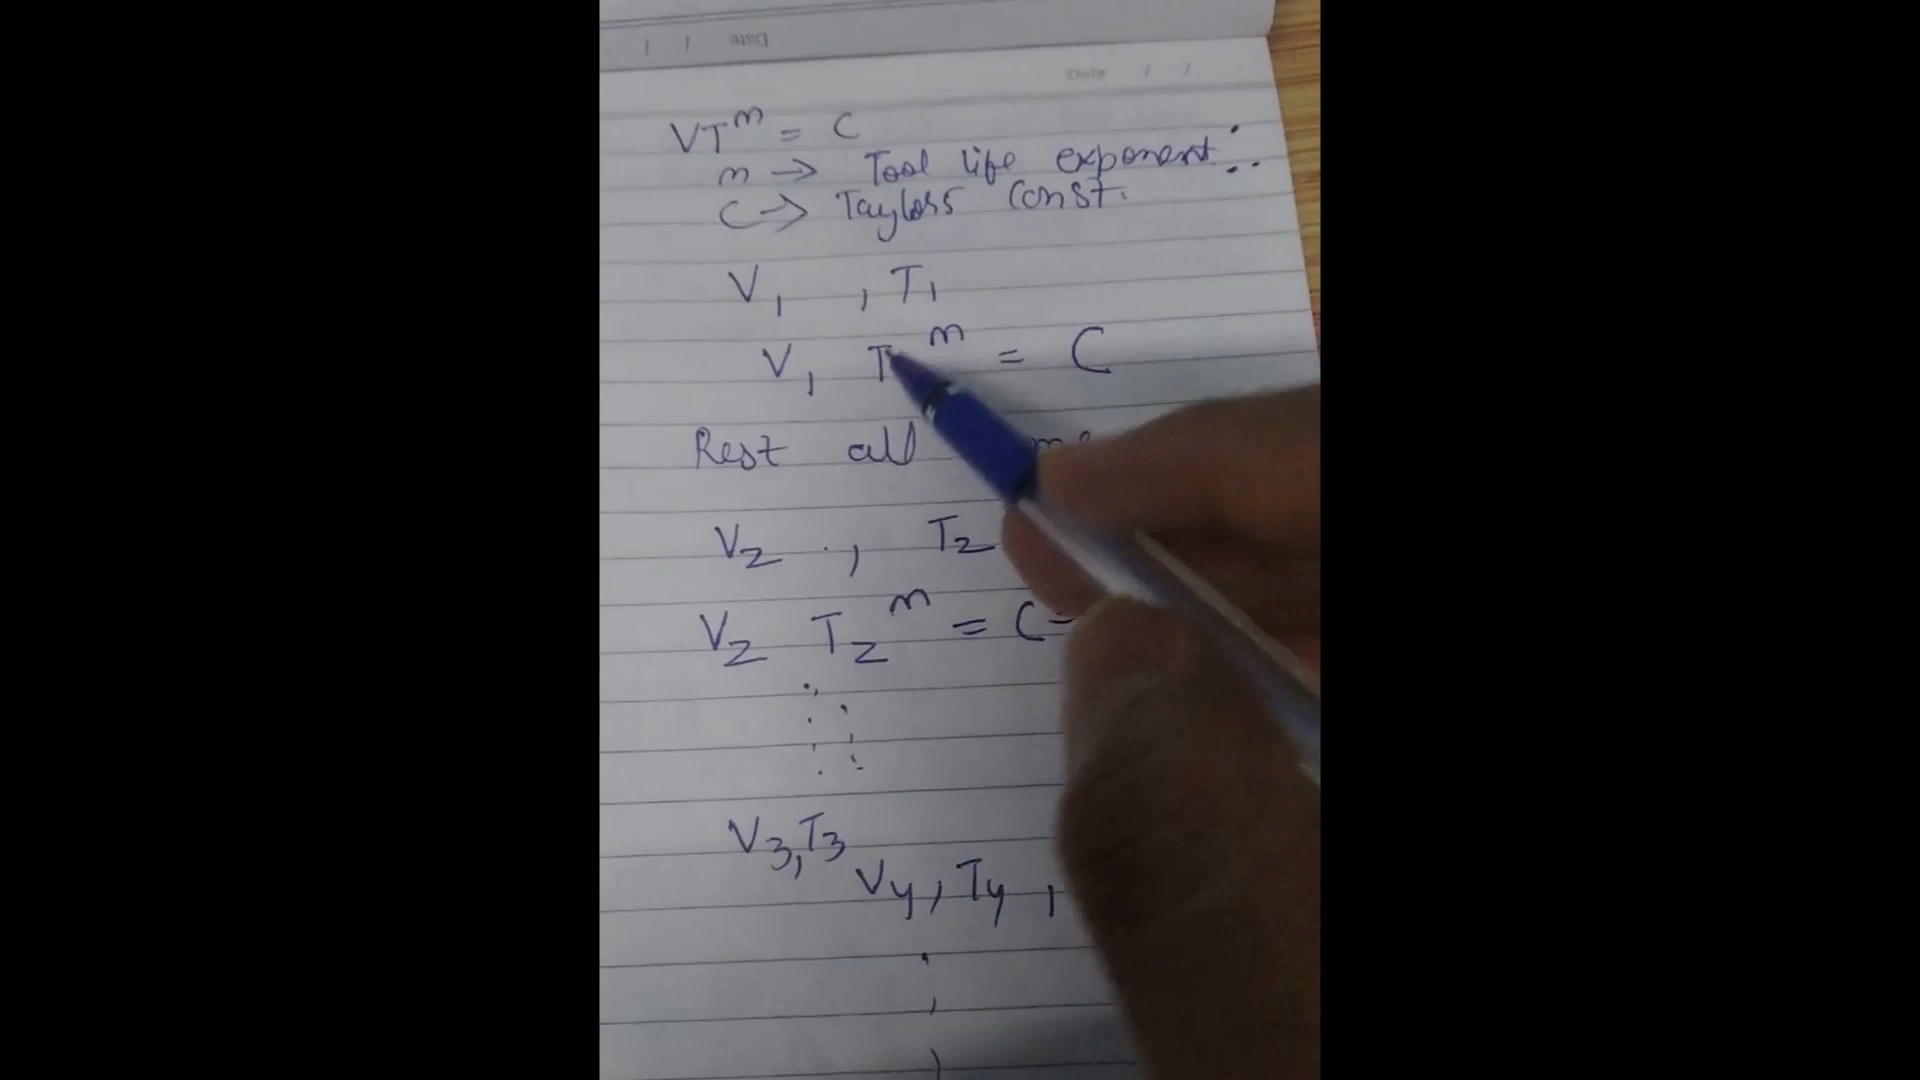 Date / /
Date / /
VT^m = C
m → Tool life exponent
C → Taylors Const.
V1 , T1
V1 T^m = C
Rest all
V2 , T2
V2 T2^m = C =
V3, T3
V4, T4,